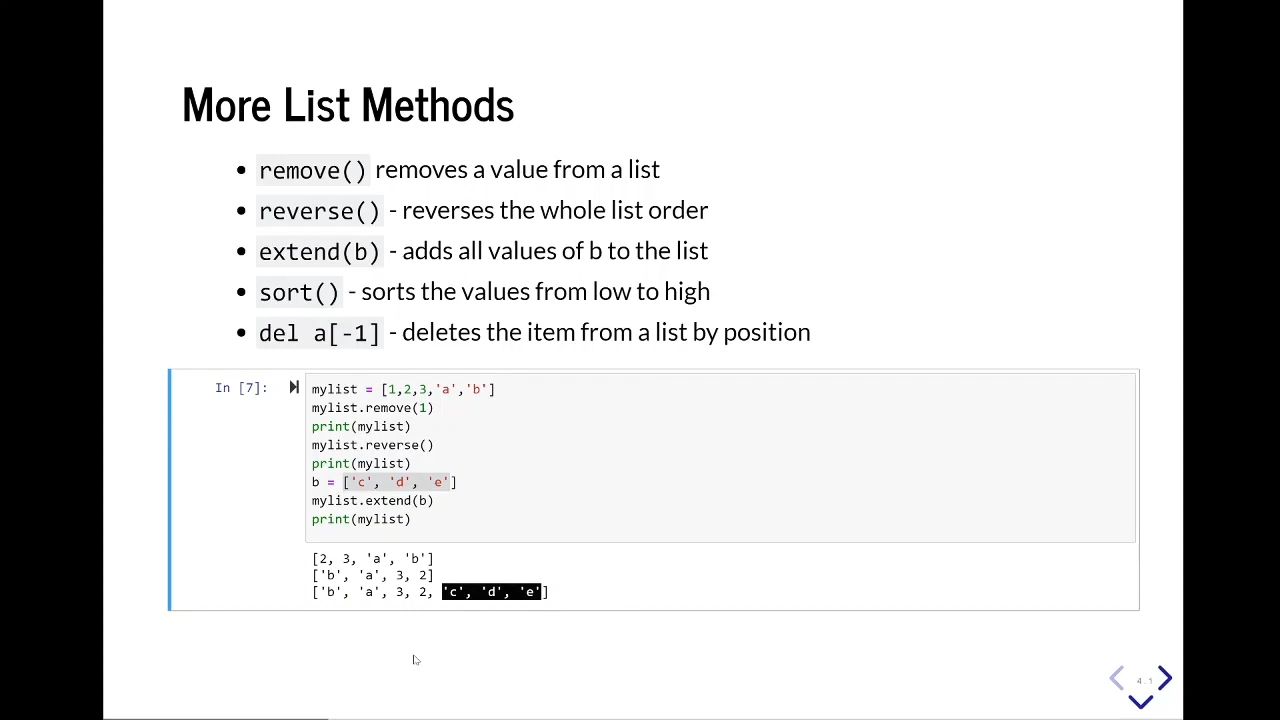 More List Methods
remove() removes a value from a list
reverse() - reverses the whole list order
extend(b) - adds all values of b to the list
sort() - sorts the values from low to high
del a[-1] - deletes the item from a list by position
In [7]:
mylist = [1,2,3,'a','b']
mylist.remove(1)
print(mylist)
mylist.reverse()
print(mylist)
b = ['c', 'd', 'e']
mylist.extend(b)
print(mylist)
[2, 3, 'a', 'b']
['b', 'a', 3, 2]
['b', 'a', 3, 2, 'c', 'd', 'e']
4.1